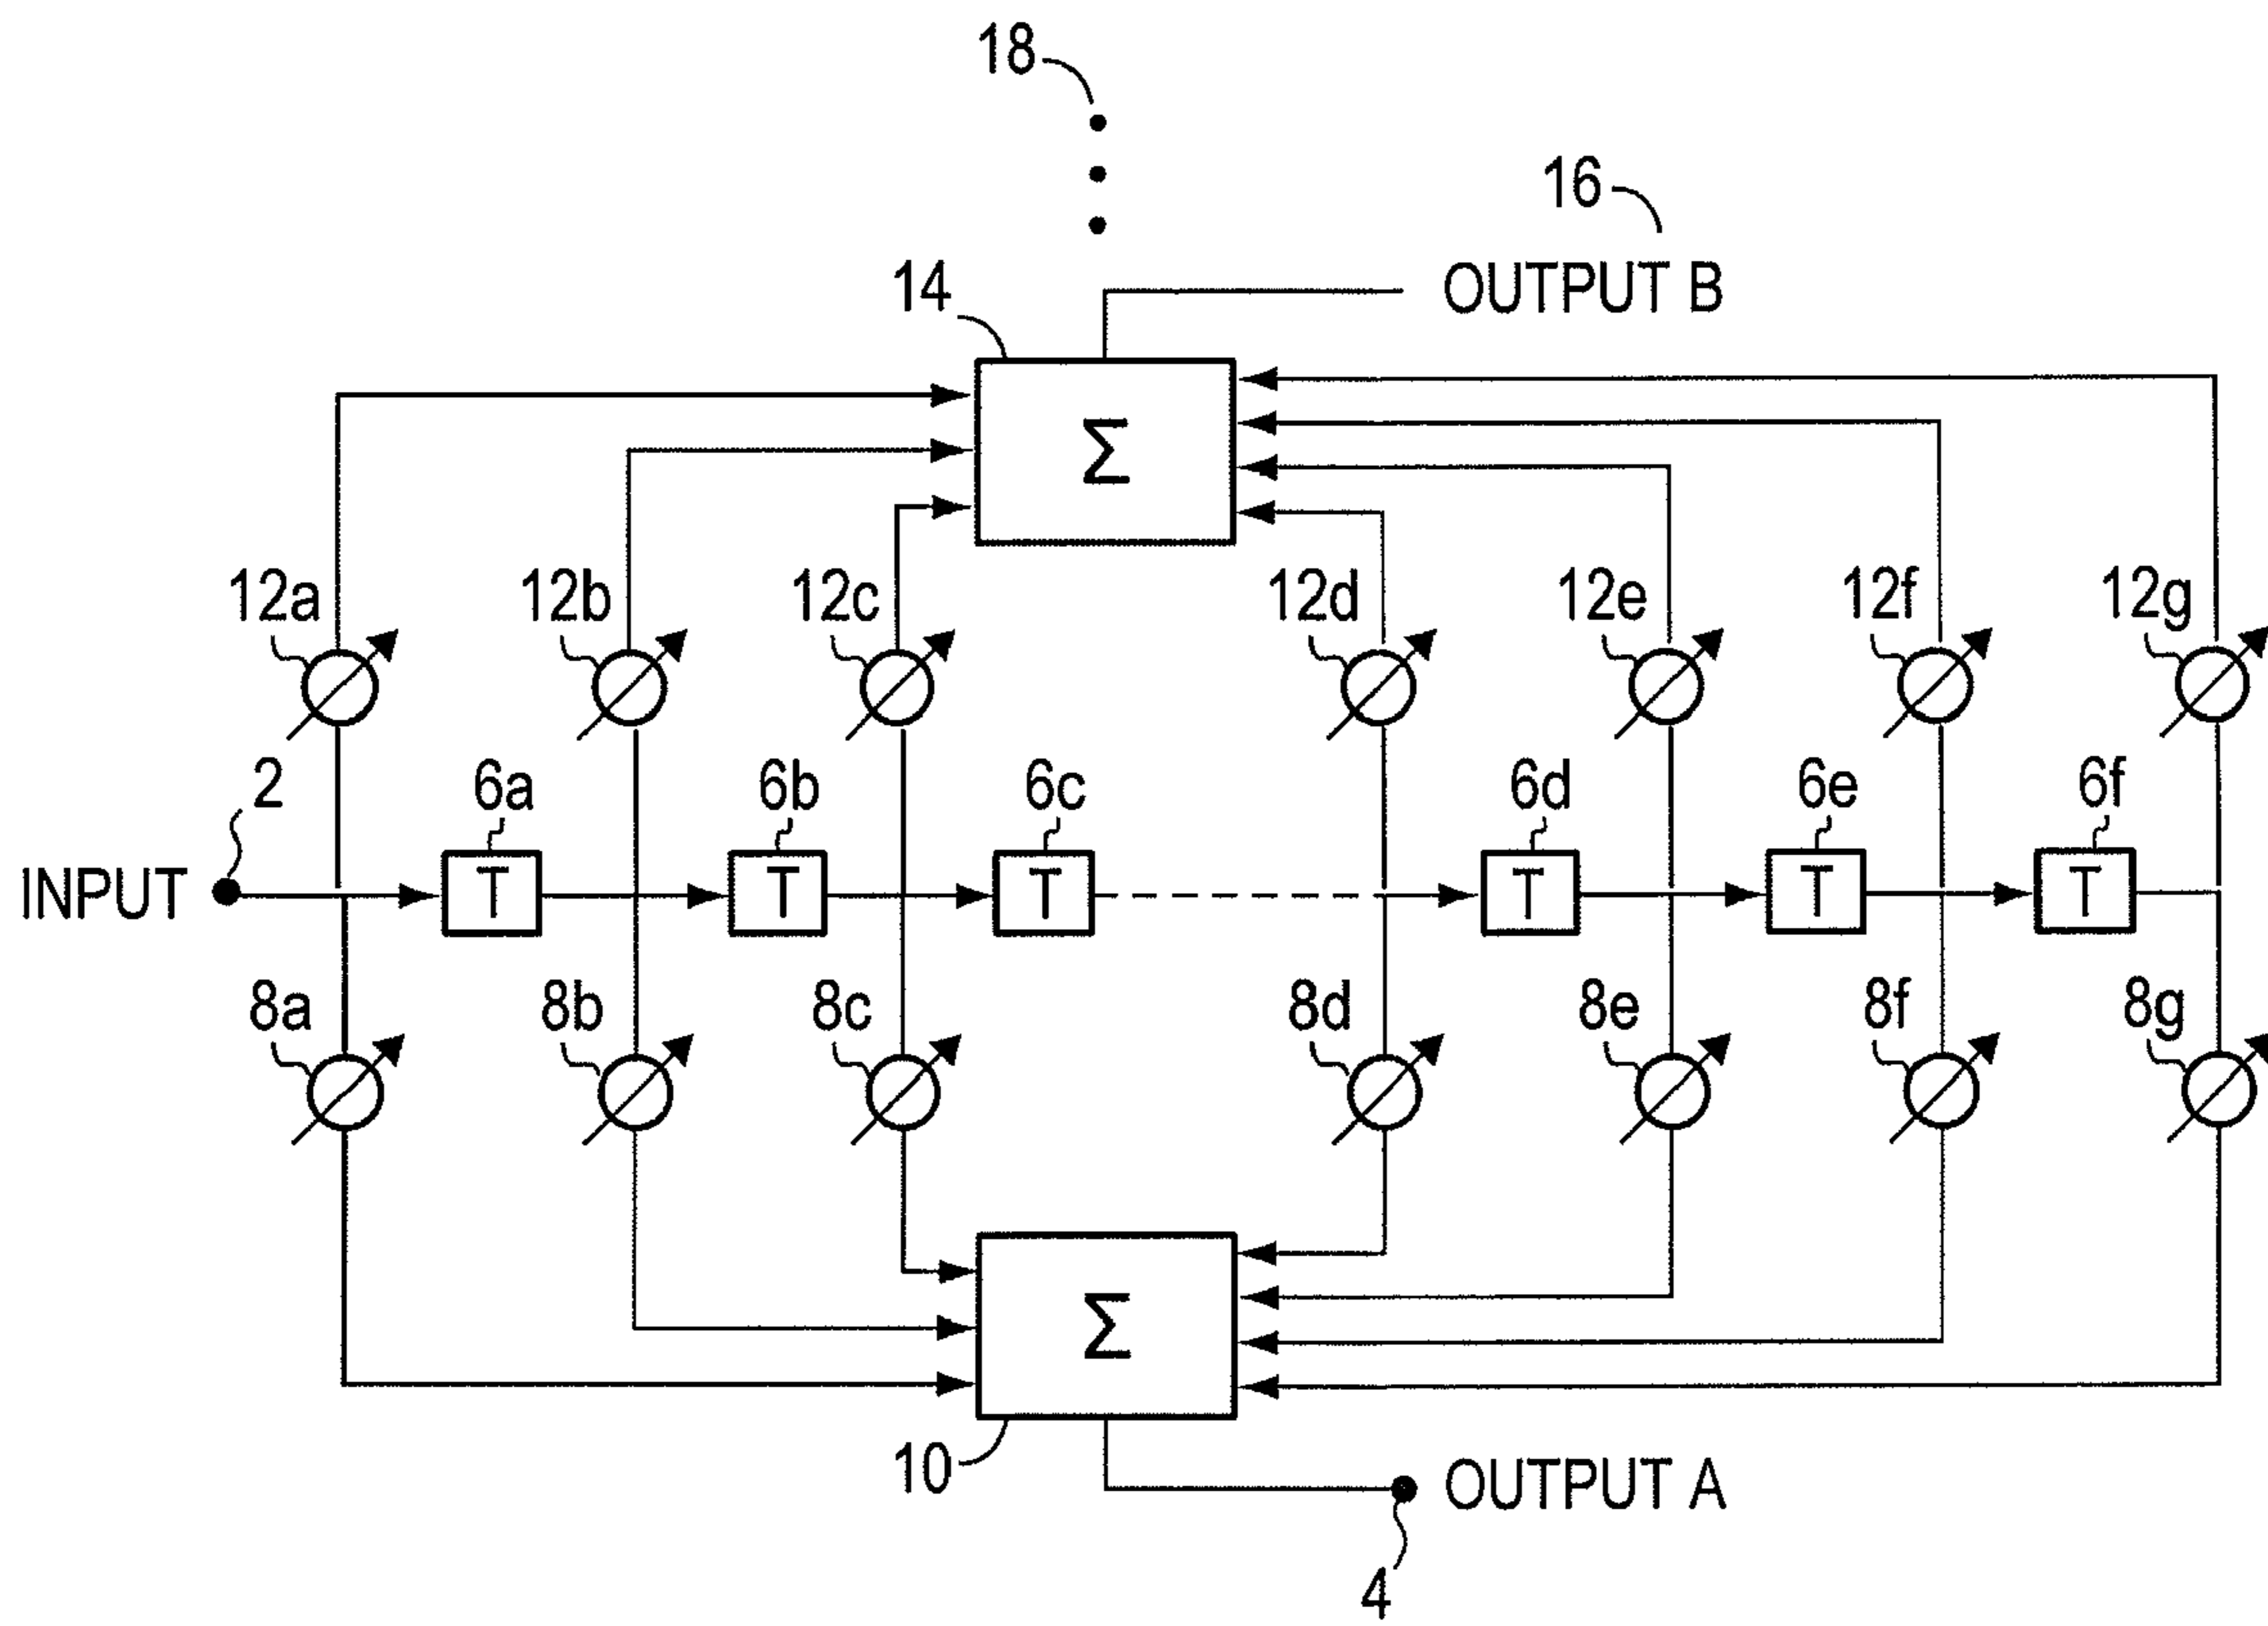 18
16
14
OUTPUT B
Σ
12a 12b 12c 12d 12e 12f 12g
2 6a 6b 6c 6d 6e 6f
INPUT T T T T T T
8a 8b 8c 8d 8e 8f 8g
Σ
10
OUTPUT A
4